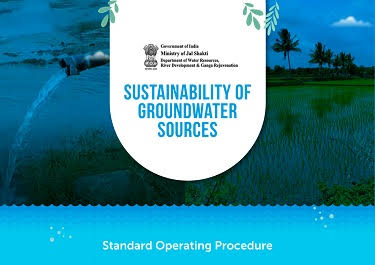 Government of India
Ministry of Jal Shakti
Department of Water Resources,
River Development & Ganga Rejuvenation
SUSTAINABILITY OF
GROUNDWATER
SOURCES
Standard Operating Procedure